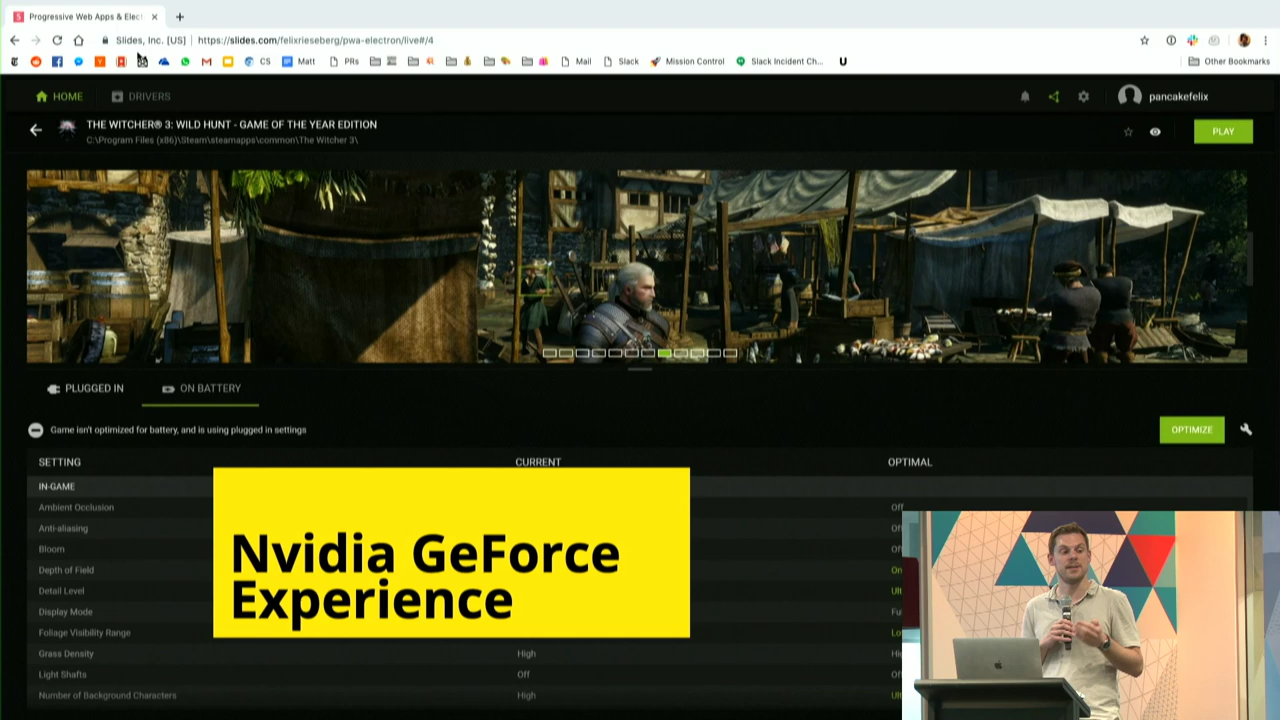 Progressive Web Apps & Elec
Slides, Inc. [US] https://slides.com/felixrieseberg/pwa-electron/live#/4
CS Matt PRs Mail Slack Mission Control Slack Incident Ch... Other Bookmarks
HOME DRIVERS pancakefelix
THE WITCHER® 3: WILD HUNT - GAME OF THE YEAR EDITION
C:\Program Files (x86)\Steam\steamapps\common\The Witcher 3\
PLAY
PLUGGED IN ON BATTERY
Game isn't optimized for battery, and is using plugged in settings
OPTIMIZE
SETTING CURRENT OPTIMAL
IN-GAME
Ambient Occlusion Off
Anti-aliasing
Bloom
Depth of Field On
Detail Level
Display Mode
Foliage Visibility Range
Grass Density High
Light Shafts Off
Number of Background Characters High
Nvidia GeForce
Experience